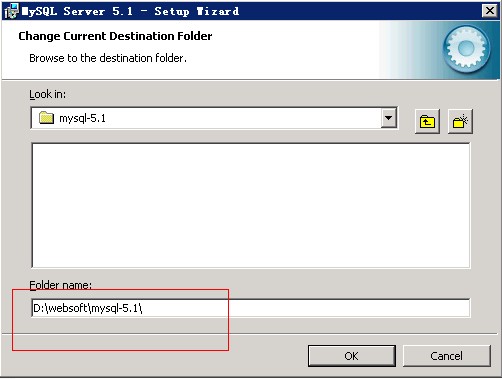 MySQL Server 5.1 - Setup Wizard
Change Current Destination Folder
Browse to the destination folder.
Look in:
mysql-5.1
Folder name:
D:\websoft\mysql-5.1\
OK
Cancel